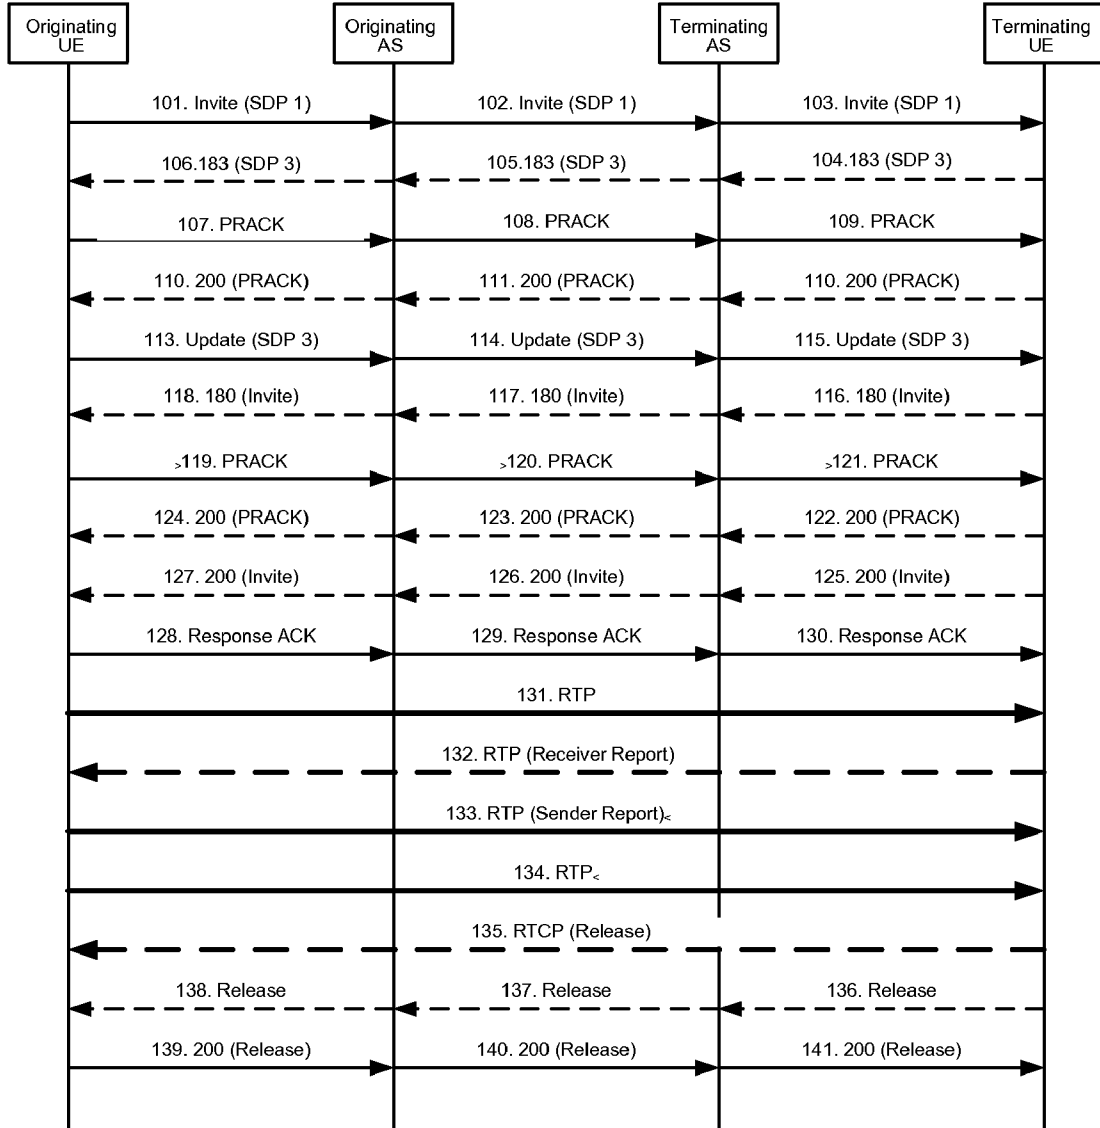 Originating
UE
Originating
AS
Terminating
AS
Terminating
UE
101. Invite (SDP 1)
102. Invite (SDP 1)
103. Invite (SDP 1)
106.183 (SDP 3)
105.183 (SDP 3)
104.183 (SDP 3)
107. PRACK
108. PRACK
109. PRACK
110. 200 (PRACK)
111. 200 (PRACK)
110. 200 (PRACK)
113. Update (SDP 3)
114. Update (SDP 3)
115. Update (SDP 3)
118. 180 (Invite)
117. 180 (Invite)
116. 180 (Invite)
>119. PRACK
>120. PRACK
>121. PRACK
124. 200 (PRACK)
123. 200 (PRACK)
122. 200 (PRACK)
127. 200 (Invite)
126. 200 (Invite)
125. 200 (Invite)
128. Response ACK
129. Response ACK
130. Response ACK
131. RTP
132. RTP (Receiver Report)
133. RTP (Sender Report)<
134. RTP<
135. RTCP (Release)
138. Release
137. Release
136. Release
139. 200 (Release)
140. 200 (Release)
141. 200 (Release)